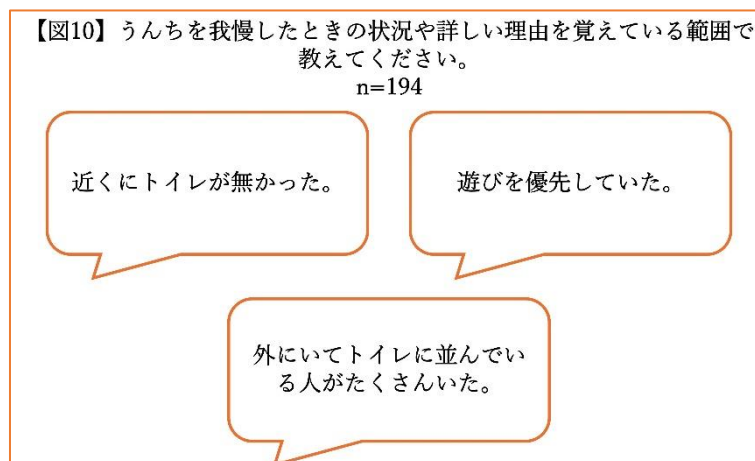 【図10】うんちを我慢したときの状況や詳しい理由を覚えている範囲で
教えてください。
n=194
近くにトイレが無かった。
遊びを優先していた。
外にいてトイレに並んでい
る人がたくさんいた。